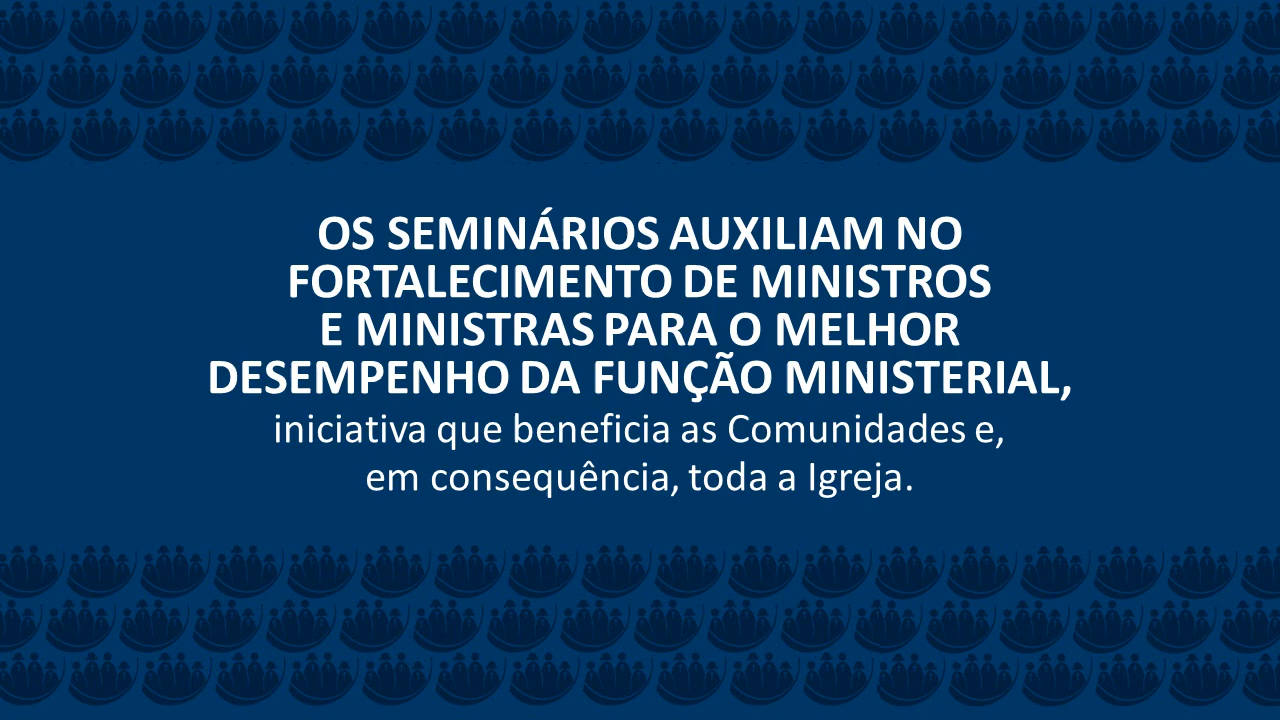 OS SEMINÁRIOS AUXILIAM NO
FORTALECIMENTO DE MINISTROS
E MINISTRAS PARA O MELHOR
DESEMPENHO DA FUNÇÃO MINISTERIAL,
iniciativa que beneficia as Comunidades e,
em consequência, toda a Igreja.